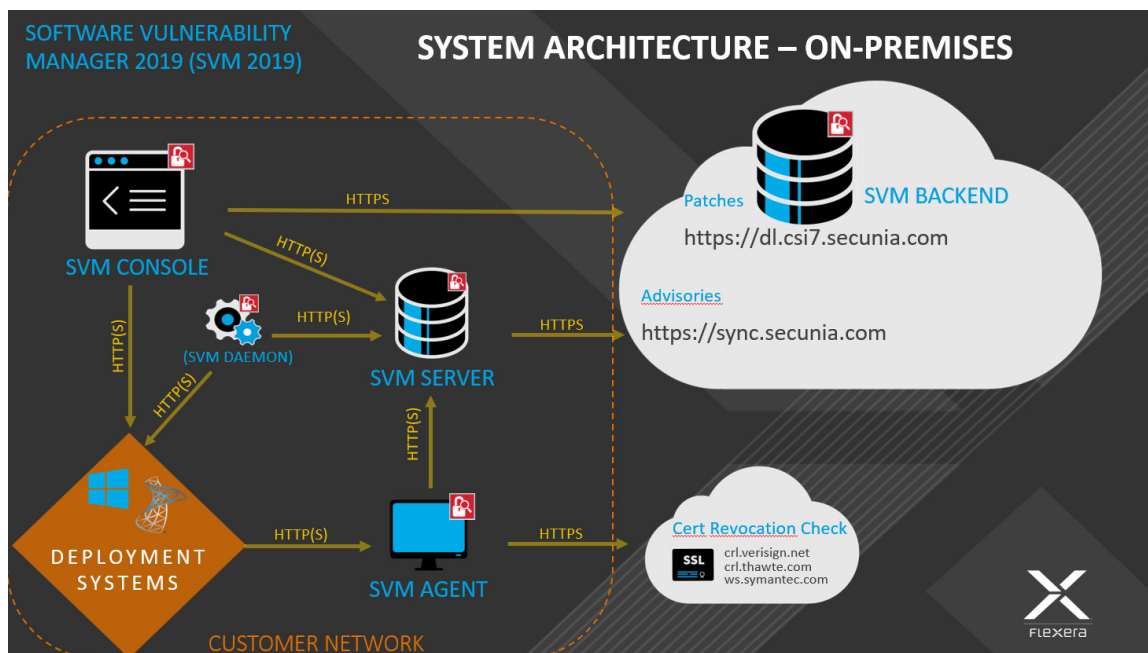 SOFTWARE VULNERABILITY
MANAGER 2019 (SVM 2019)
SYSTEM ARCHITECTURE – ON-PREMISES
SVM CONSOLE
HTTPS
HTTP(S)
HTTP(S)
(SVM DAEMON)
HTTP(S)
HTTP(S)
SVM SERVER
HTTPS
Patches
SVM BACKEND
https://dl.csi7.secunia.com
Advisories
https://sync.secunia.com
HTTP(S)
DEPLOYMENT
SYSTEMS
HTTP(S)
SVM AGENT
HTTPS
Cert Revocation Check
SSL
crl.verisign.net
crl.thawte.com
ws.symantec.com
CUSTOMER NETWORK
FLEXera